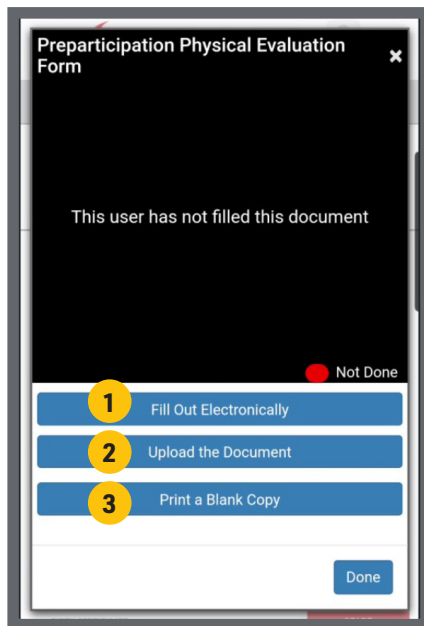 Preparticipation Physical Evaluation
Form
×
This user has not filled this document
Not Done
1
Fill Out Electronically
2
Upload the Document
3
Print a Blank Copy
Done